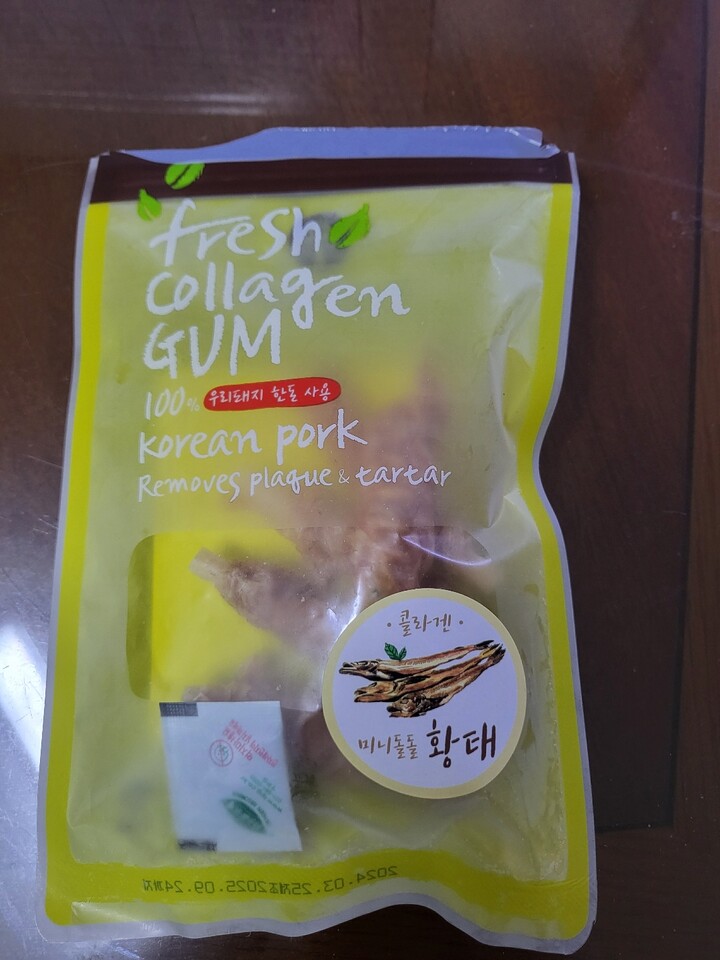 fresh
collagen
GUM
100% 우리돼지 한돈 사용
Korean pork
Removes plaque & tartar
·콜라겐·
미니돌돌 황태
2024.03.25제조2025.09.24까지